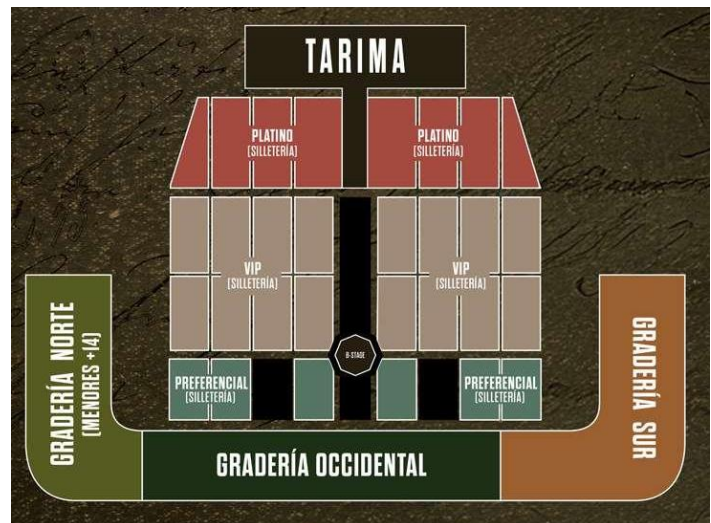 TARIMA
PLATINO
(SILLETERÍA)
PLATINO
(SILLETERÍA)
VIP
(SILLETERÍA)
VIP
(SILLETERÍA)
B-STAGE
PREFERENCIAL
(SILLETERÍA)
PREFERENCIAL
(SILLETERÍA)
GRADERÍA NORTE
(MENORES +14)
GRADERÍA SUR
GRADERÍA OCCIDENTAL